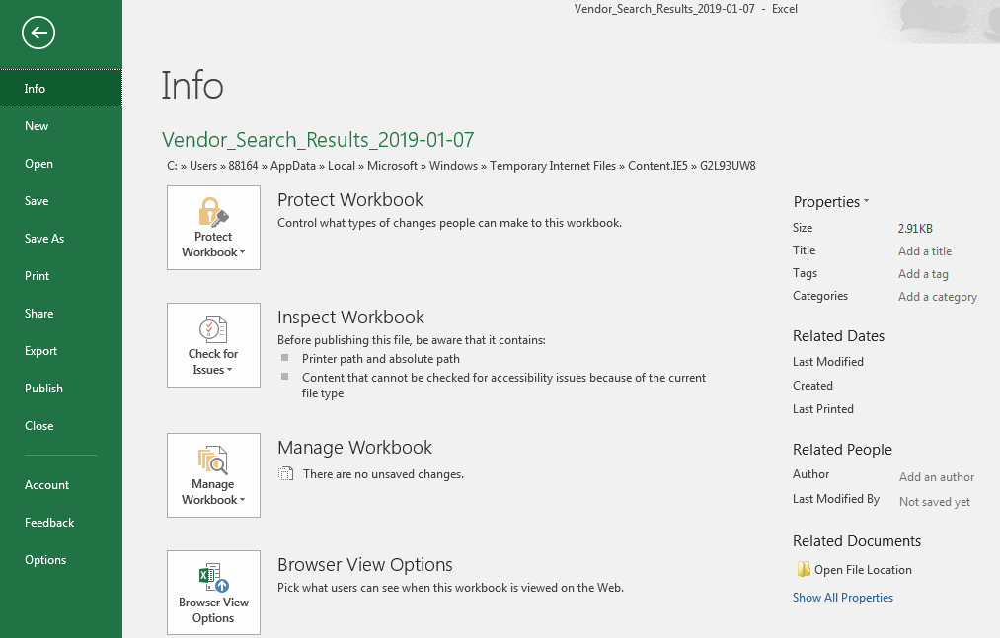 Vendor_Search_Results_2019-01-07 - Excel
Info
New
Open
Save
Save As
Print
Share
Export
Publish
Close
Account
Feedback
Options
Info
Vendor_Search_Results_2019-01-07
C: » Users » 88164 » AppData » Local » Microsoft » Windows » Temporary Internet Files » Content.IE5 » G2L93UW8
Protect
Workbook
Protect Workbook
Control what types of changes people can make to this workbook.
Check for
Issues
Inspect Workbook
Before publishing this file, be aware that it contains:
Printer path and absolute path
Content that cannot be checked for accessibility issues because of the current
file type
Manage
Workbook
Manage Workbook
There are no unsaved changes.
Browser View
Options
Browser View Options
Pick what users can see when this workbook is viewed on the Web.
Properties
Size 2.91KB
Title Add a title
Tags Add a tag
Categories Add a category
Related Dates
Last Modified
Created
Last Printed
Related People
Author Add an author
Last Modified By Not saved yet
Related Documents
Open File Location
Show All Properties